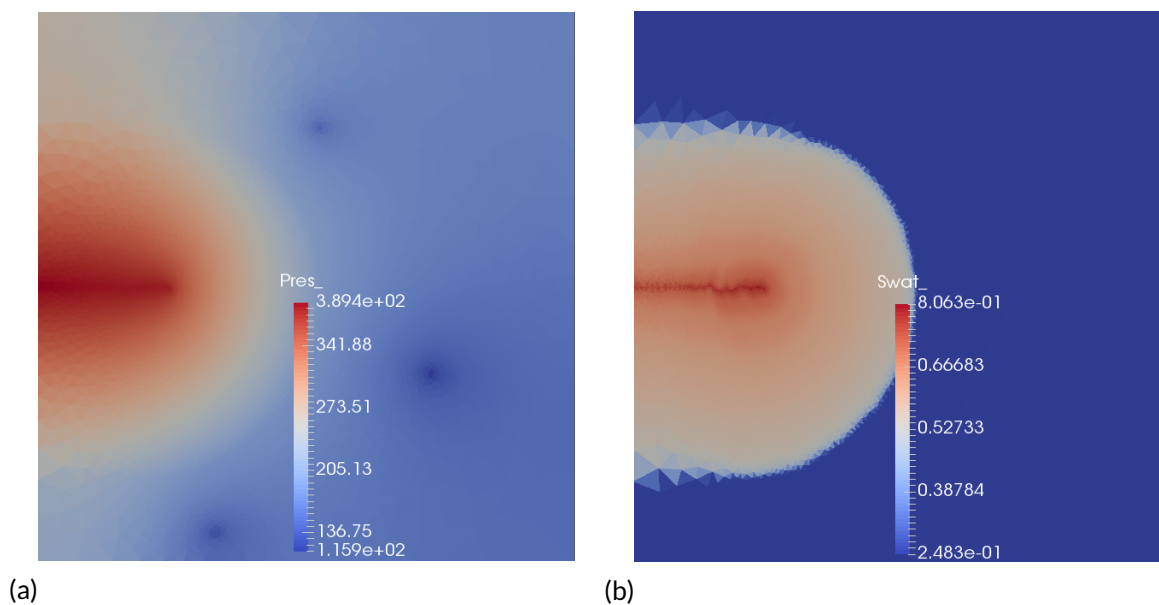 Pres_
3.894e+02
341.88
273.51
205.13
136.75
1.159e+02
(a)
Swat_
8.063e-01
0.66683
0.52733
0.38784
2.483e-01
(b)